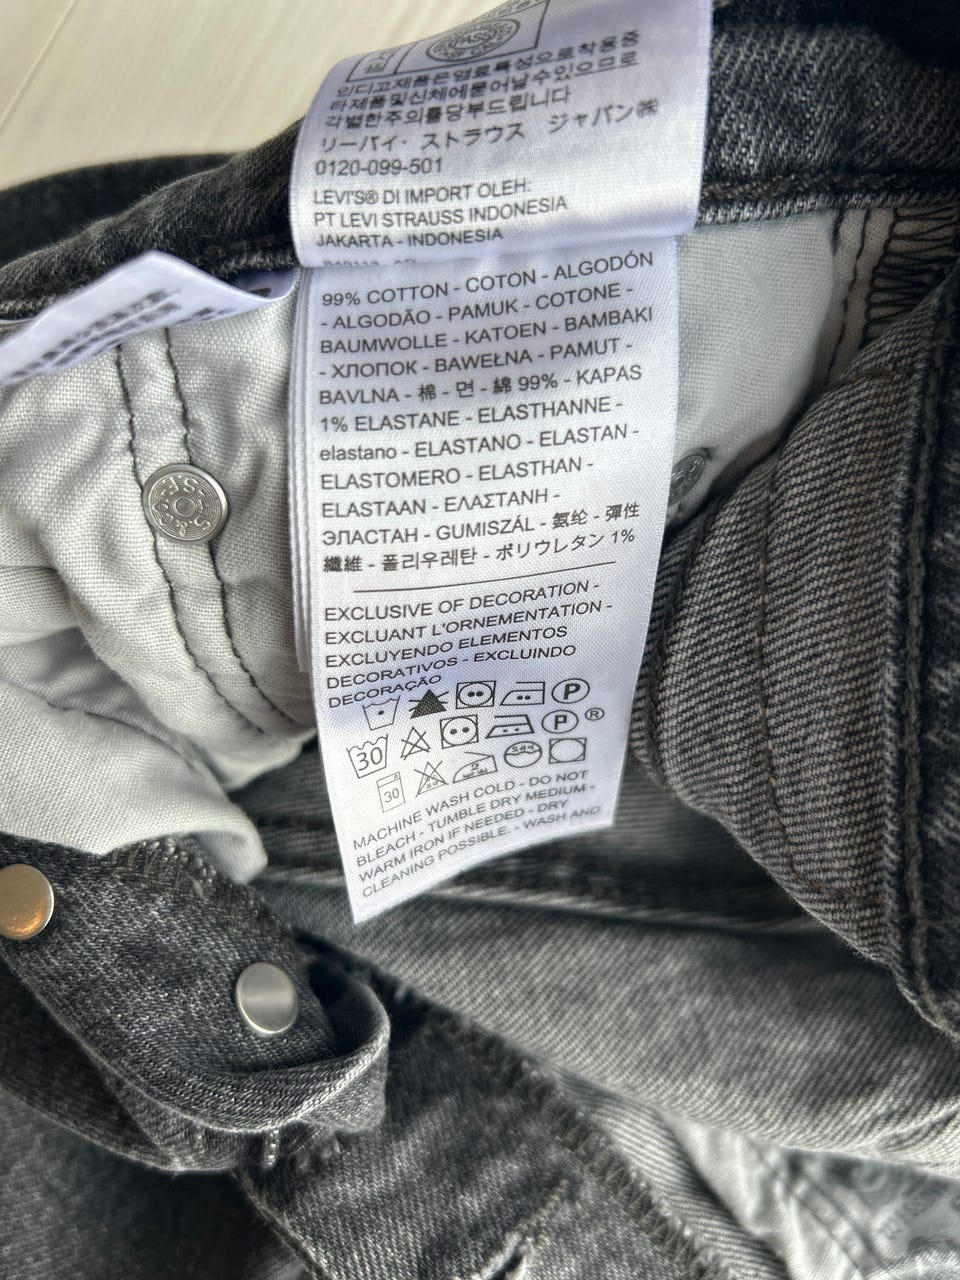 인디고제품은염료특성으로착용중
타제품및신체에묻어날수있으므로
각별한주의를당부드립니다
リーバイ・ストラウス ジャパン㈱
0120-099-501
LEVI'S® DI IMPORT OLEH:
PT LEVI STRAUSS INDONESIA
JAKARTA - INDONESIA
99% COTTON - COTON - ALGODÓN
- ALGODÃO - PAMUK - COTONE -
BAUMWOLLE - KATOEN - BAMBAKI
- ХЛОПОК - BAWEŁNA - PAMUT -
BAVLNA - 棉 - 면 - 綿 99% - KAPAS
1% ELASTANE - ELASTHANNE -
elastano - ELASTANO - ELASTAN -
ELASTOMERO - ELASTHAN -
ELASTAAN - ΕΛΑΣΤΑΝΗ -
ЭЛАСТАН - GUMISZÁL - 氨纶 - 彈性
纖維 - 폴리우레탄 - ポリウレタン 1%
EXCLUSIVE OF DECORATION -
EXCLUANT L'ORNEMENTATION -
EXCLUYENDO ELEMENTOS
DECORATIVOS - EXCLUINDO
DECORAÇÃO
P
30 P ®
30
MACHINE WASH COLD - DO NOT
BLEACH - TUMBLE DRY MEDIUM -
WARM IRON IF NEEDED - DRY
CLEANING POSSIBLE. - WASH AND